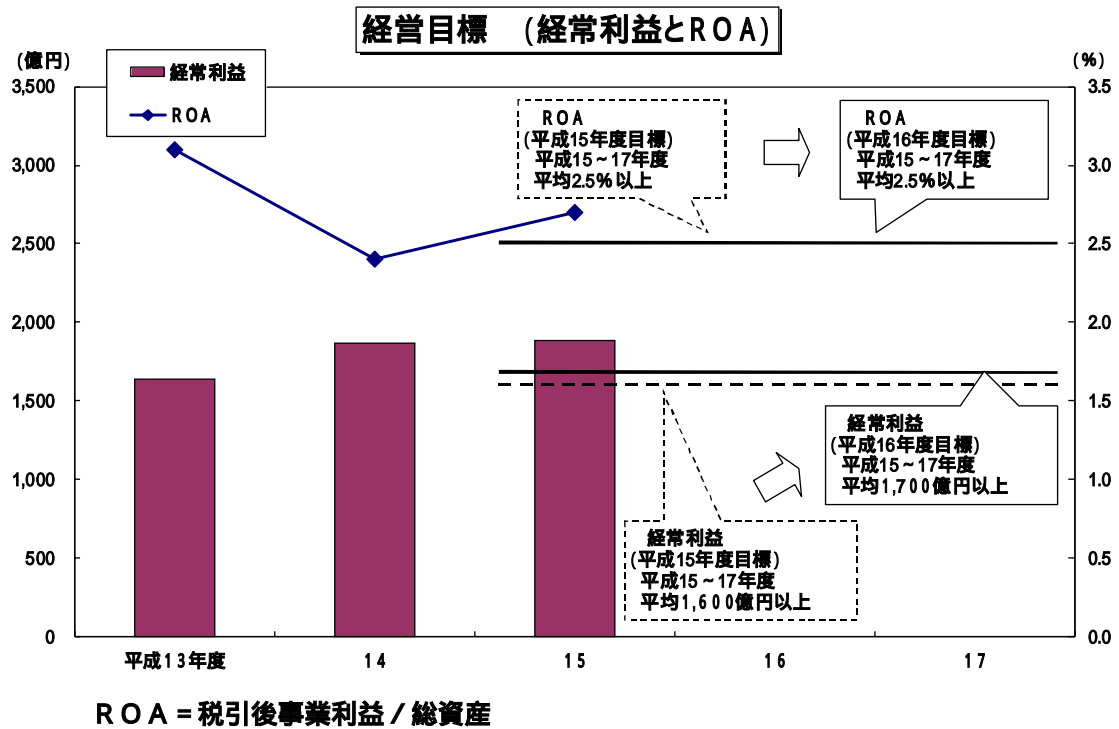 経営目標　(経常利益とROA)
(億円)
(%)
経常利益
ROA
3,500
3,000
2,500
2,000
1,500
1,000
500
0
3.5
3.0
2.5
2.0
1.5
1.0
0.5
0.0
ROA
(平成15年度目標)
平成15～17年度
平均2.5%以上
ROA
(平成16年度目標)
平成15～17年度
平均2.5%以上
経常利益
(平成16年度目標)
平成15～17年度
平均1,700億円以上
経常利益
(平成15年度目標)
平成15～17年度
平均1,600億円以上
平成13年度
14
15
16
17
ROA=税引後事業利益/総資産